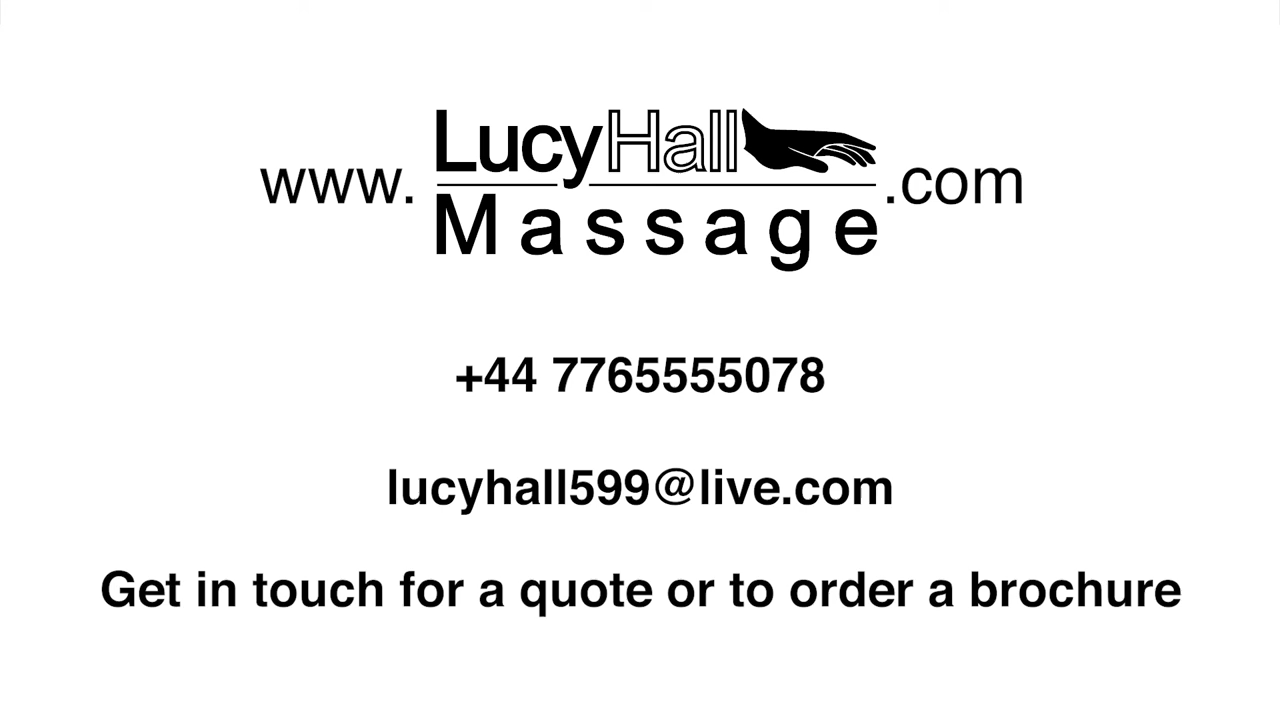 www.LucyHall Massage.com
+44 7765555078
lucyhall599@live.com
Get in touch for a quote or to order a brochure